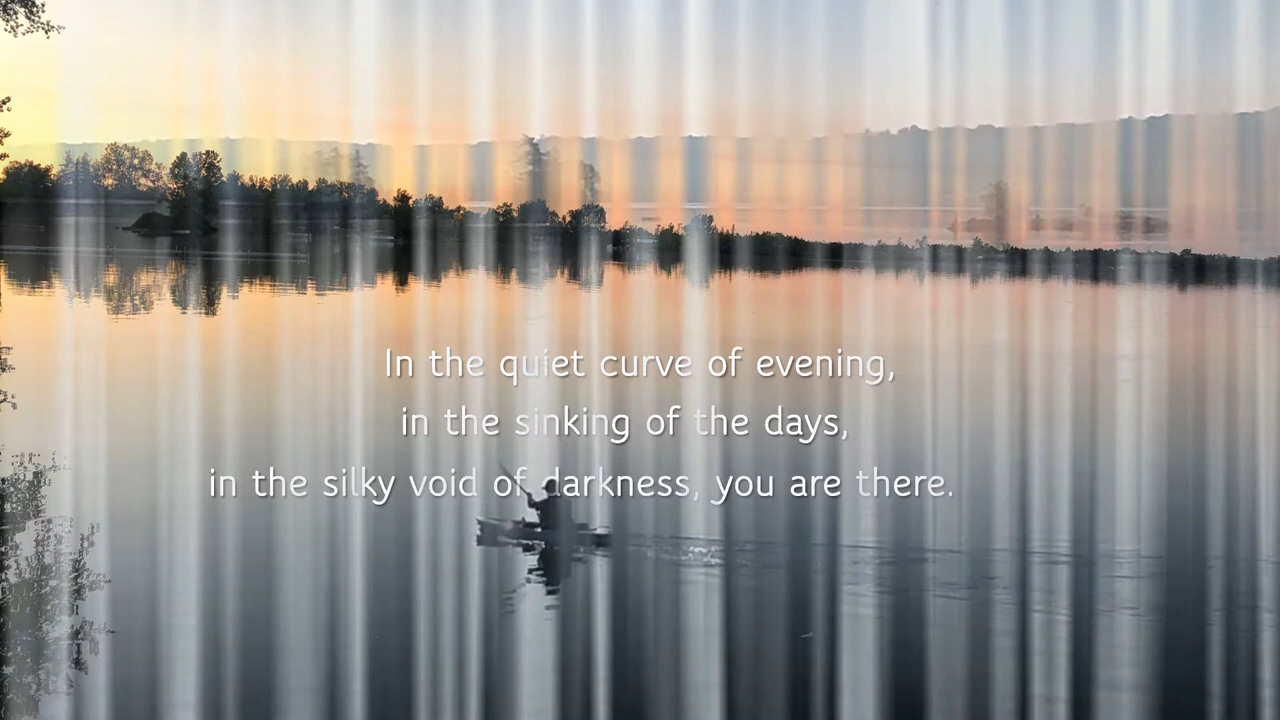 In the quiet curve of evening,
in the sinking of the days,
in the silky void of darkness, you are there.